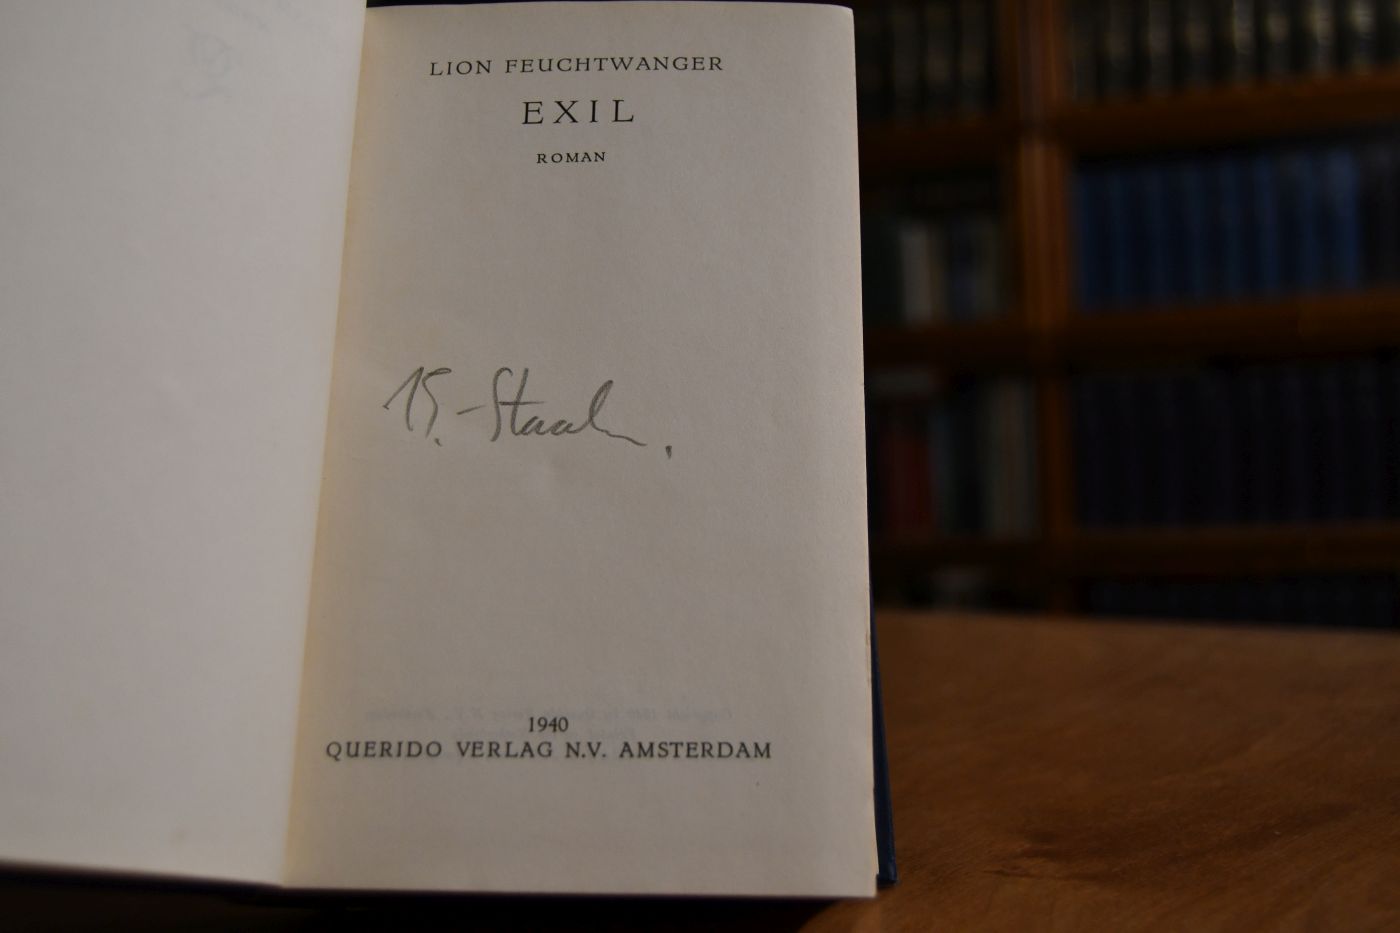 LION FEUCHTWANGER
EXIL
ROMAN
1940
QUERIDO VERLAG N.V. AMSTERDAM